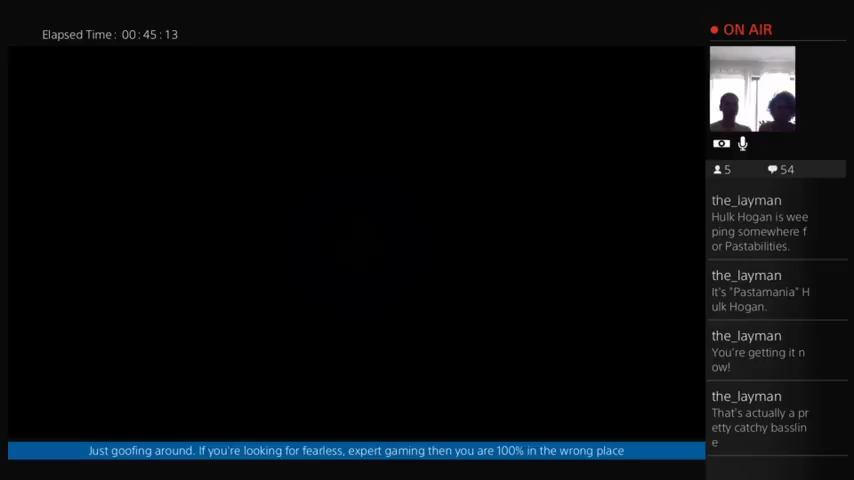 Elapsed Time: 00:45:13
ON AIR
5 54
the_layman
Hulk Hogan is wee
ping somewhere f
or Pastabilities.
the_layman
It's "Pastamania" H
ulk Hogan.
the_layman
You're getting it n
ow!
the_layman
That's actually a pr
etty catchy basslin
e
Just goofing around. If you're looking for fearless, expert gaming then you are 100% in the wrong place